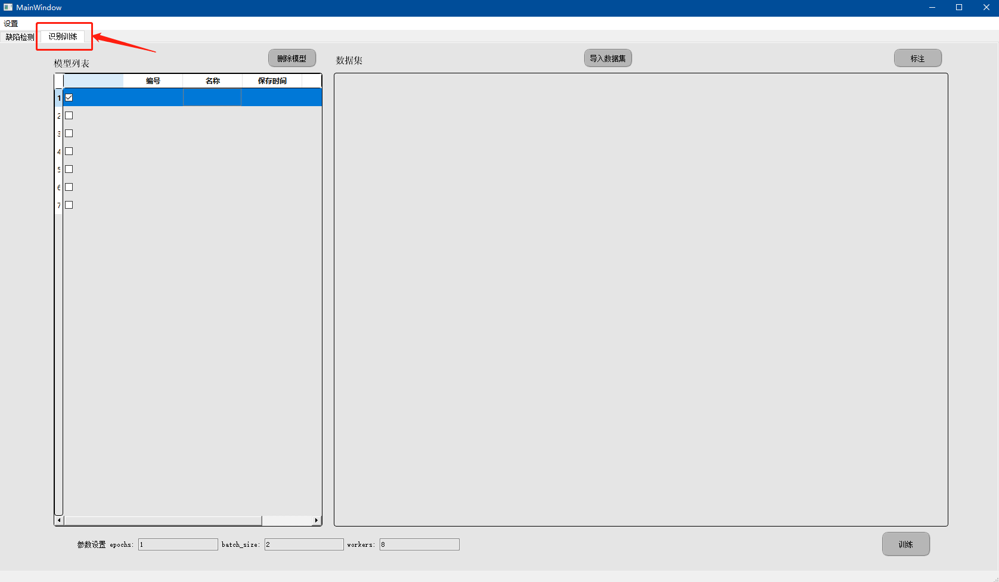 MainWindow
设置
缺陷检测 识别训练
模型列表 删除模型 数据集 导入数据集 标注
编号 名称 保存时间
1
2
3
4
5
6
7
参数设置 epochs: 1 batch_size: 2 workers: 8 训练